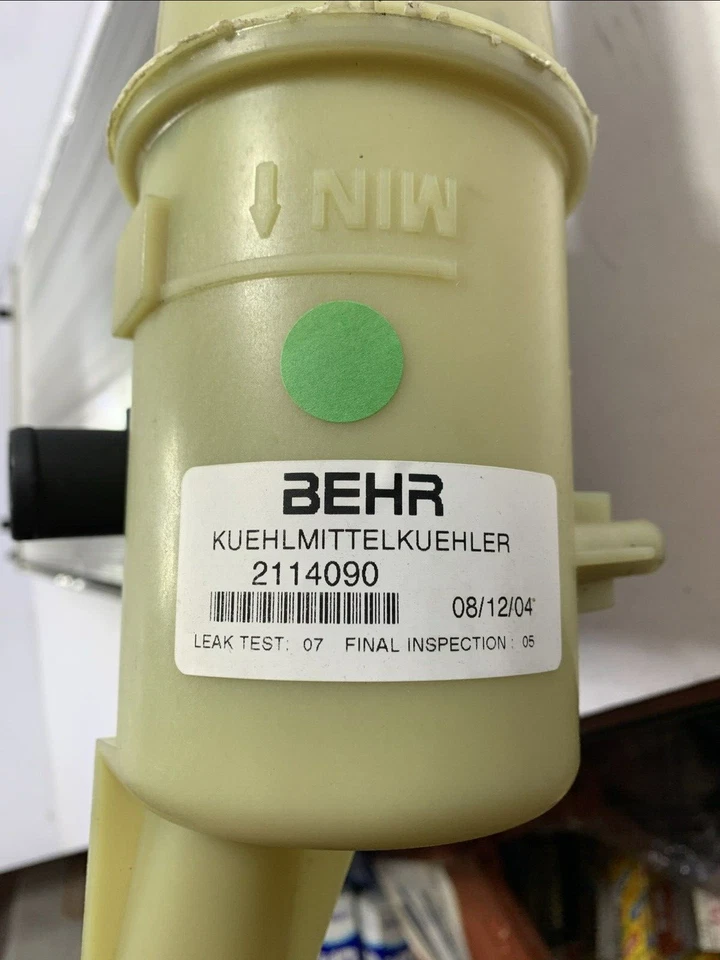 MIN
BEHR
KUEHLMITTELKUEHLER
2114090
08/12/04
LEAK TEST: 07 FINAL INSPECTION: 05